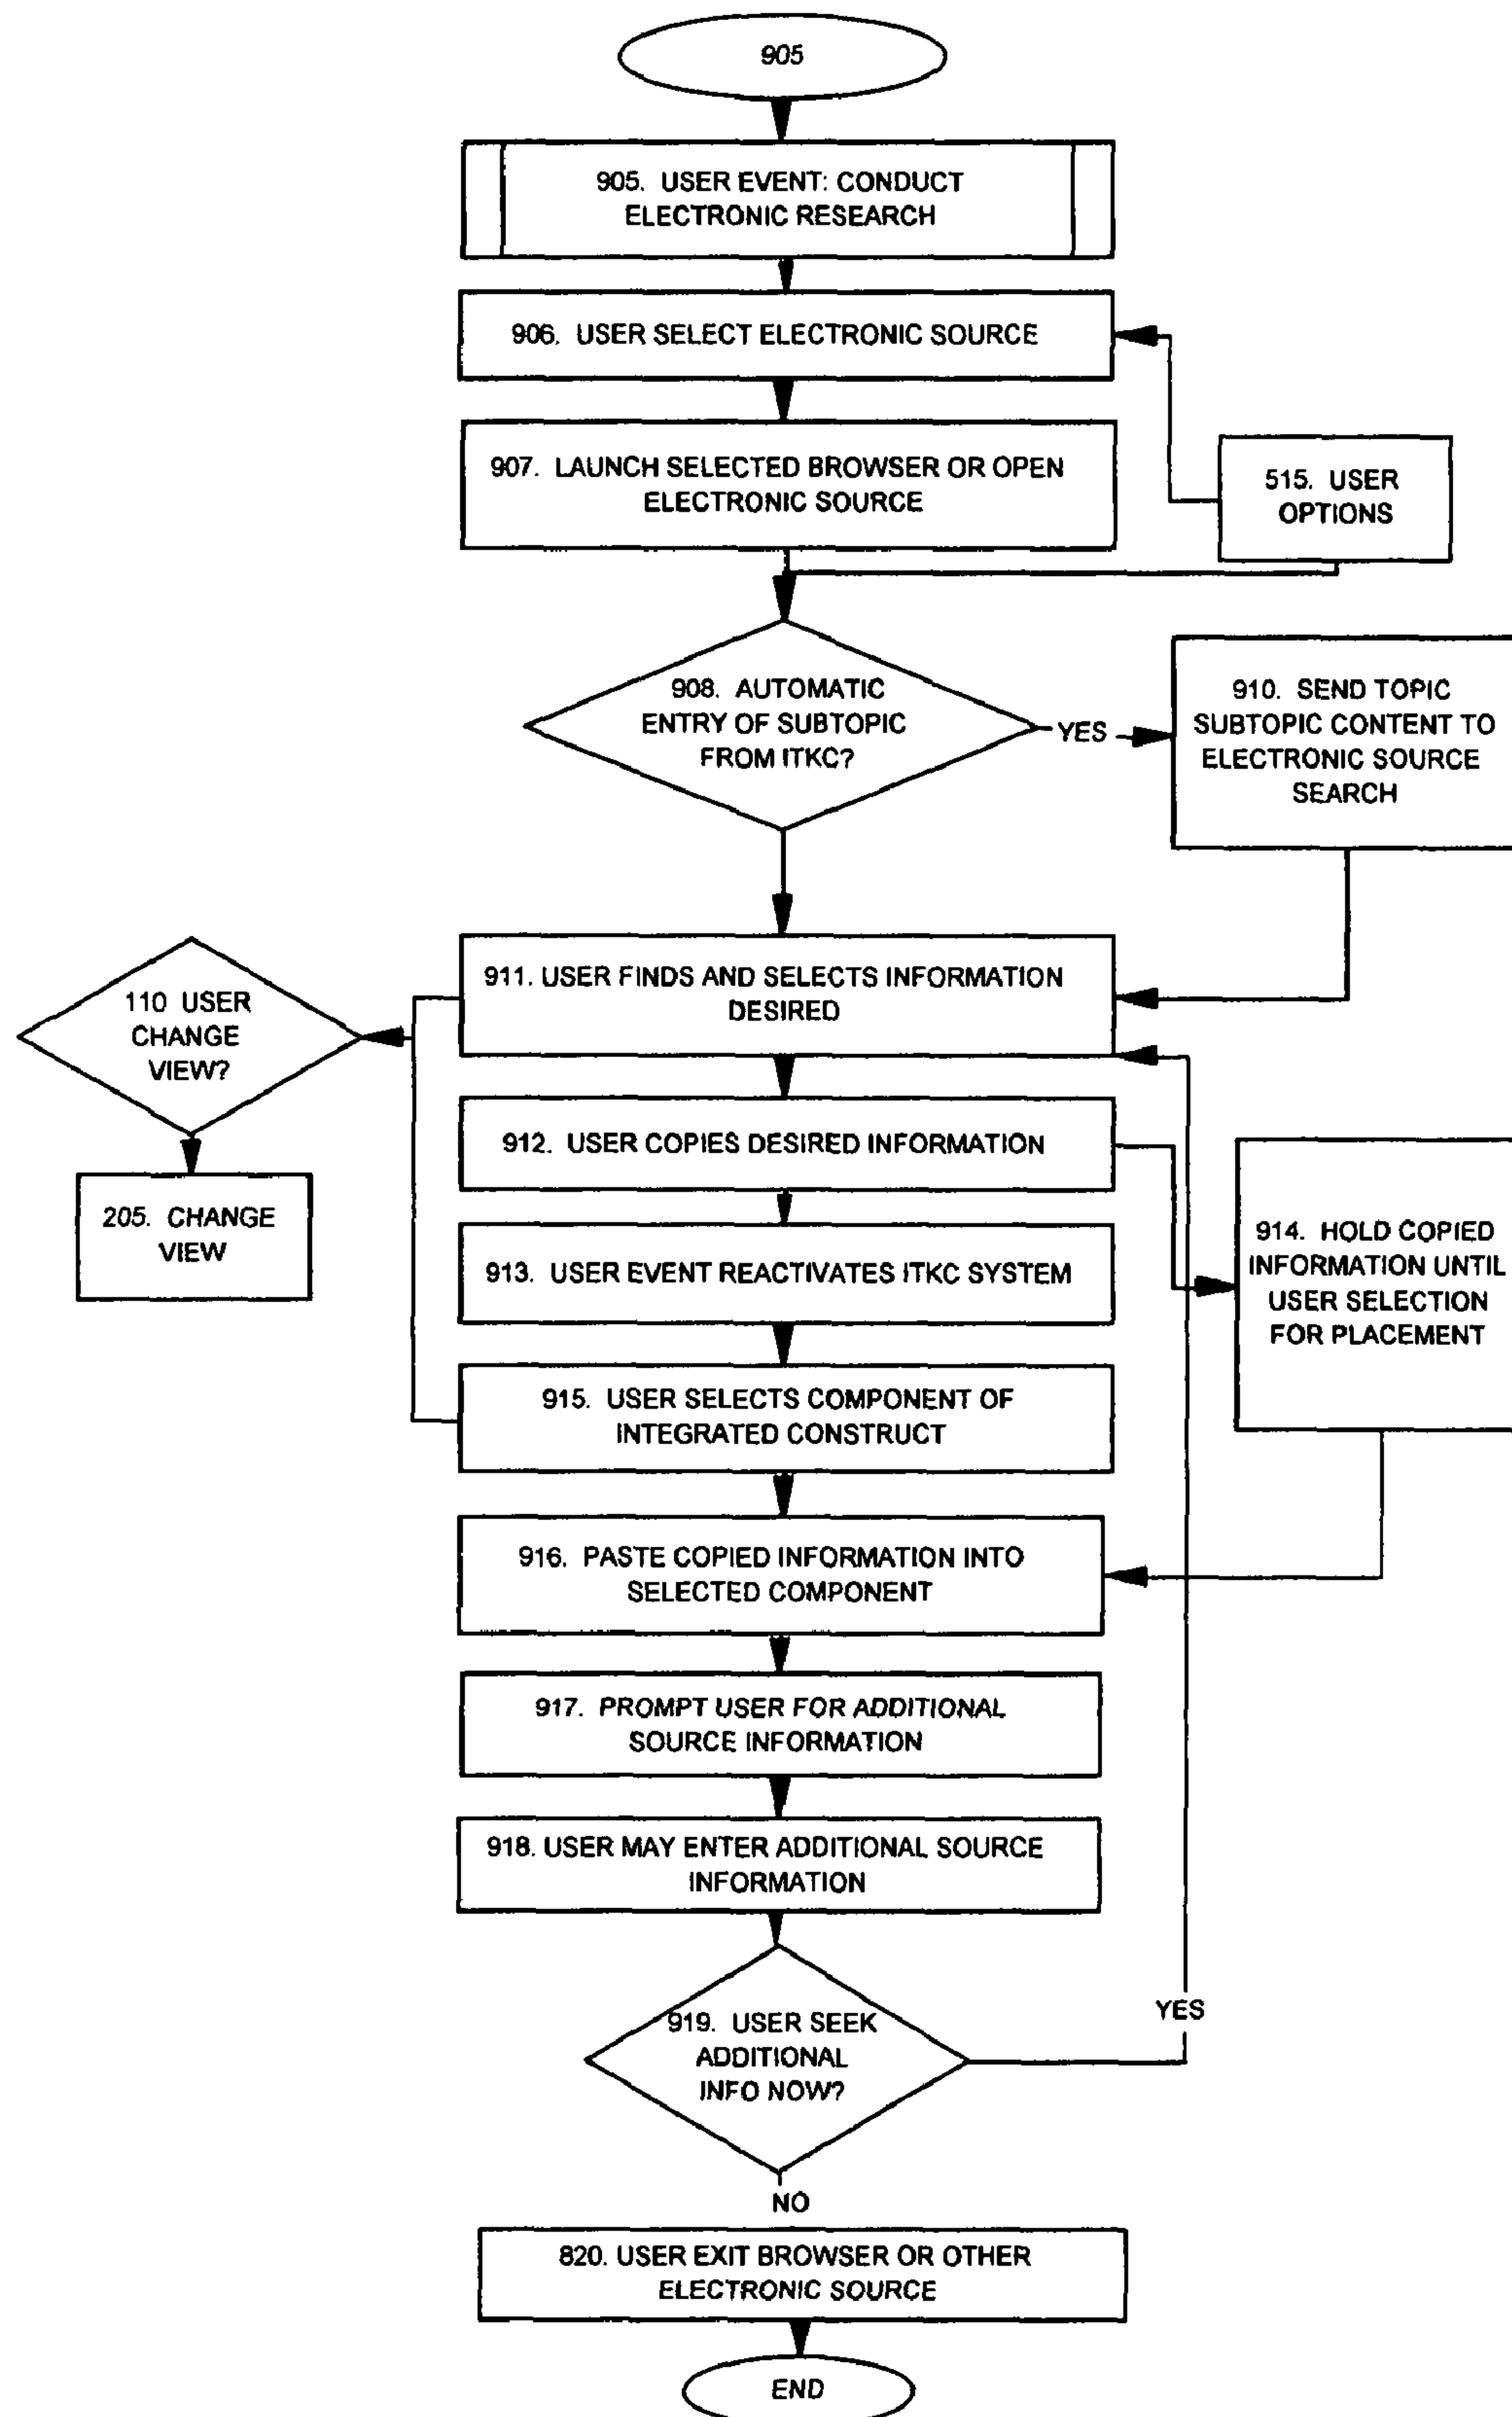 905
905. USER EVENT: CONDUCT
ELECTRONIC RESEARCH
906. USER SELECT ELECTRONIC SOURCE
907. LAUNCH SELECTED BROWSER OR OPEN
ELECTRONIC SOURCE
515. USER
OPTIONS
908. AUTOMATIC
ENTRY OF SUBTOPIC
FROM ITKC?
YES
910. SEND TOPIC
SUBTOPIC CONTENT TO
ELECTRONIC SOURCE
SEARCH
911. USER FINDS AND SELECTS INFORMATION
DESIRED
110 USER
CHANGE
VIEW?
205. CHANGE
VIEW
912. USER COPIES DESIRED INFORMATION
913. USER EVENT REACTIVATES ITKC SYSTEM
914. HOLD COPIED
INFORMATION UNTIL
USER SELECTION
FOR PLACEMENT
915. USER SELECTS COMPONENT OF
INTEGRATED CONSTRUCT
916. PASTE COPIED INFORMATION INTO
SELECTED COMPONENT
917. PROMPT USER FOR ADDITIONAL
SOURCE INFORMATION
918. USER MAY ENTER ADDITIONAL SOURCE
INFORMATION
919. USER SEEK
ADDITIONAL
INFO NOW?
YES
NO
820. USER EXIT BROWSER OR OTHER
ELECTRONIC SOURCE
END